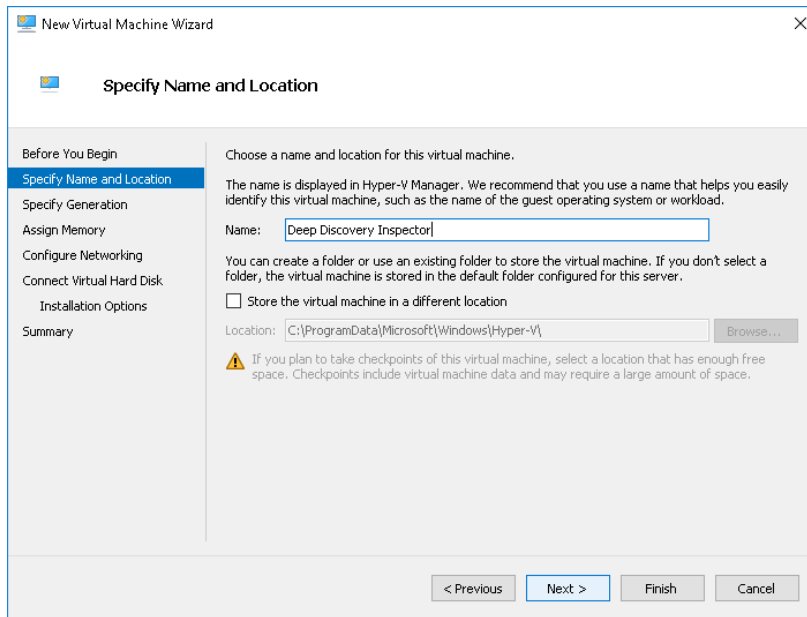 New Virtual Machine Wizard
Specify Name and Location
Before You Begin
Specify Name and Location
Specify Generation
Assign Memory
Configure Networking
Connect Virtual Hard Disk
Installation Options
Summary
Choose a name and location for this virtual machine.
The name is displayed in Hyper-V Manager. We recommend that you use a name that helps you easily
identify this virtual machine, such as the name of the guest operating system or workload.
Name: Deep Discovery Inspector
You can create a folder or use an existing folder to store the virtual machine. If you don't select a
folder, the virtual machine is stored in the default folder configured for this server.
Store the virtual machine in a different location
Location: C:\ProgramData\Microsoft\Windows\Hyper-V\ Browse...
If you plan to take checkpoints of this virtual machine, select a location that has enough free
space. Checkpoints include virtual machine data and may require a large amount of space.
< Previous Next > Finish Cancel